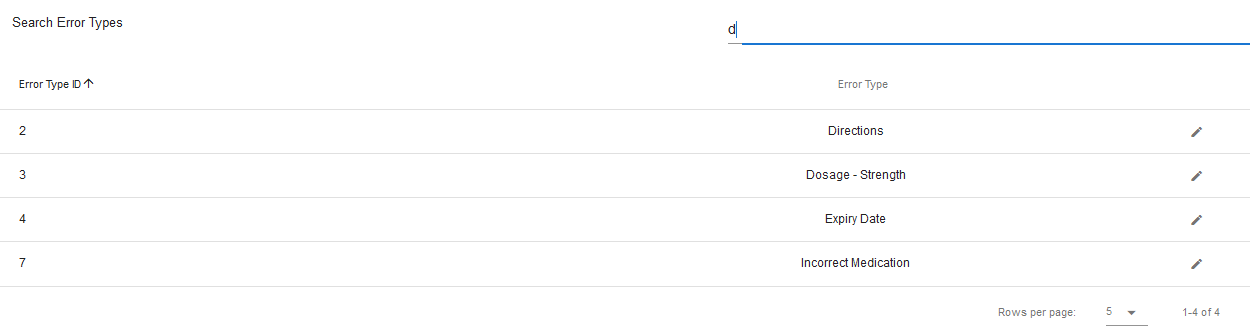 Search Error Types
d
Error Type ID Error Type
2 Directions
3 Dosage - Strength
4 Expiry Date
7 Incorrect Medication
Rows per page: 5 1-4 of 4